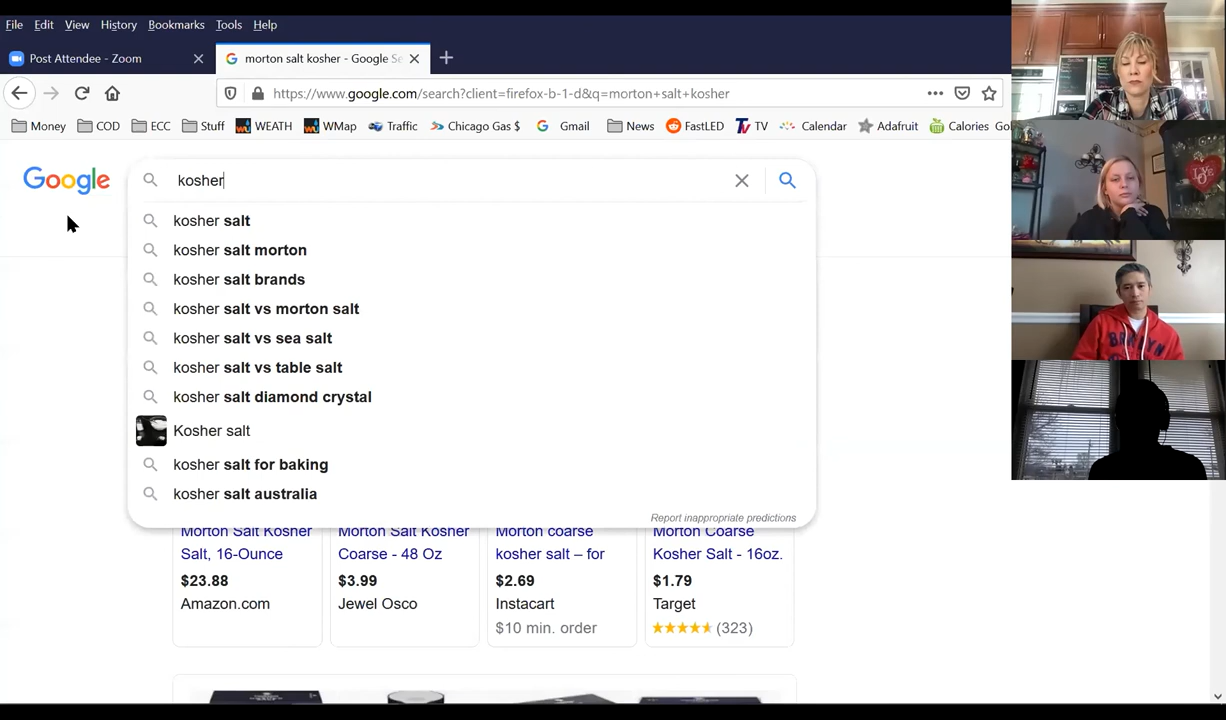 File Edit View History Bookmarks Tools Help
Post Attendee - Zoom
morton salt kosher - Google Se
https://www.google.com/search?client=firefox-b-1-d&q=morton+salt+kosher
Money COD ECC Stuff WEATH WMap Traffic Chicago Gas $ Gmail News FastLED TV Calendar Adafruit Calories Go
Google
kosher
kosher salt
kosher salt morton
kosher salt brands
kosher salt vs morton salt
kosher salt vs sea salt
kosher salt vs table salt
kosher salt diamond crystal
Kosher salt
kosher salt for baking
kosher salt australia
Report inappropriate predictions
Morton Salt Kosher
Salt, 16-Ounce
$23.88
Amazon.com
Morton Salt Kosher
Coarse - 48 Oz
$3.99
Jewel Osco
Morton coarse
kosher salt – for
$2.69
Instacart
$10 min. order
Morton Coarse
Kosher Salt - 16oz.
$1.79
Target
(323)